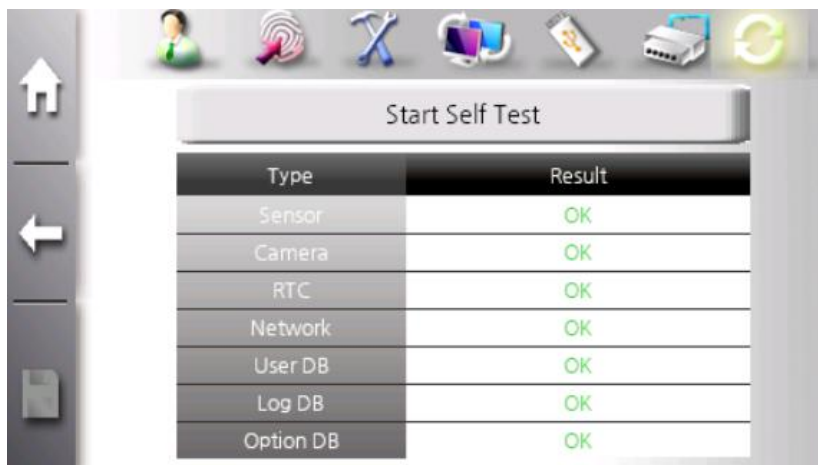 Start Self Test
Type Result
Sensor OK
Camera OK
RTC OK
Network OK
User DB OK
Log DB OK
Option DB OK